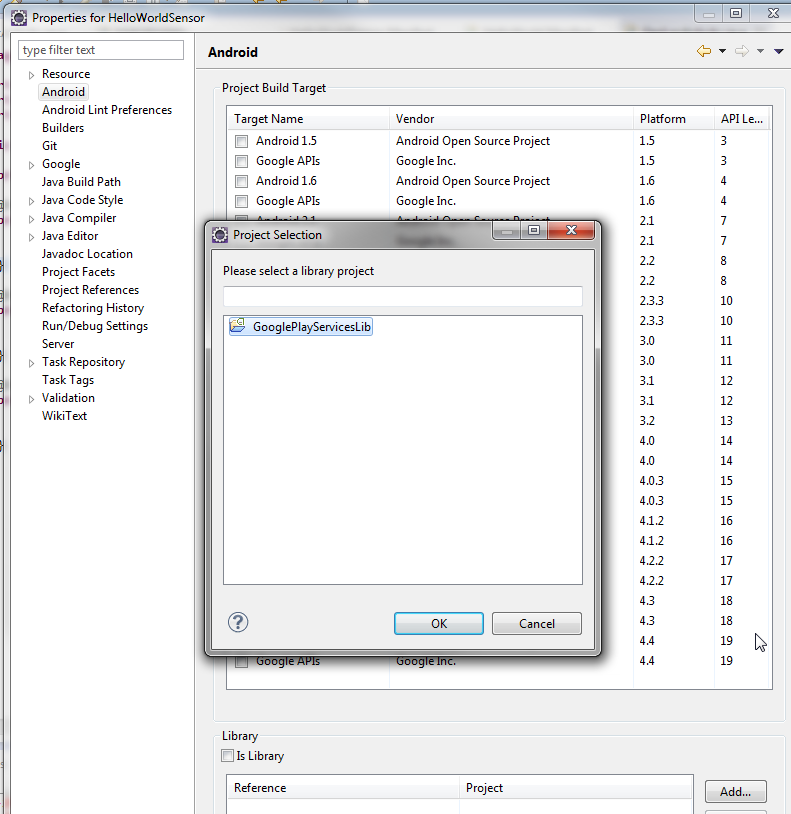 Properties for HelloWorldSensor
type filter text
Resource
Android
Android Lint Preferences
Builders
Git
Google
Java Build Path
Java Code Style
Java Compiler
Java Editor
Javadoc Location
Project Facets
Project References
Refactoring History
Run/Debug Settings
Server
Task Repository
Task Tags
Validation
WikiText
Android
Project Build Target
Target Name Vendor Platform API Le...
Android 1.5 Android Open Source Project 1.5 3
Google APIs Google Inc. 1.5 3
Android 1.6 Android Open Source Project 1.6 4
Google APIs Google Inc. 1.6 4
2.1 7
2.1 7
2.2 8
2.2 8
2.3.3 10
2.3.3 10
3.0 11
3.0 11
3.1 12
3.1 12
3.2 13
4.0 14
4.0 14
4.0.3 15
4.0.3 15
4.1.2 16
4.1.2 16
4.2.2 17
4.2.2 17
4.3 18
4.3 18
4.4 19
Google APIs Google Inc. 4.4 19
Project Selection
Please select a library project
GooglePlayServicesLib
OK Cancel
Library
Is Library
Reference Project
Add...